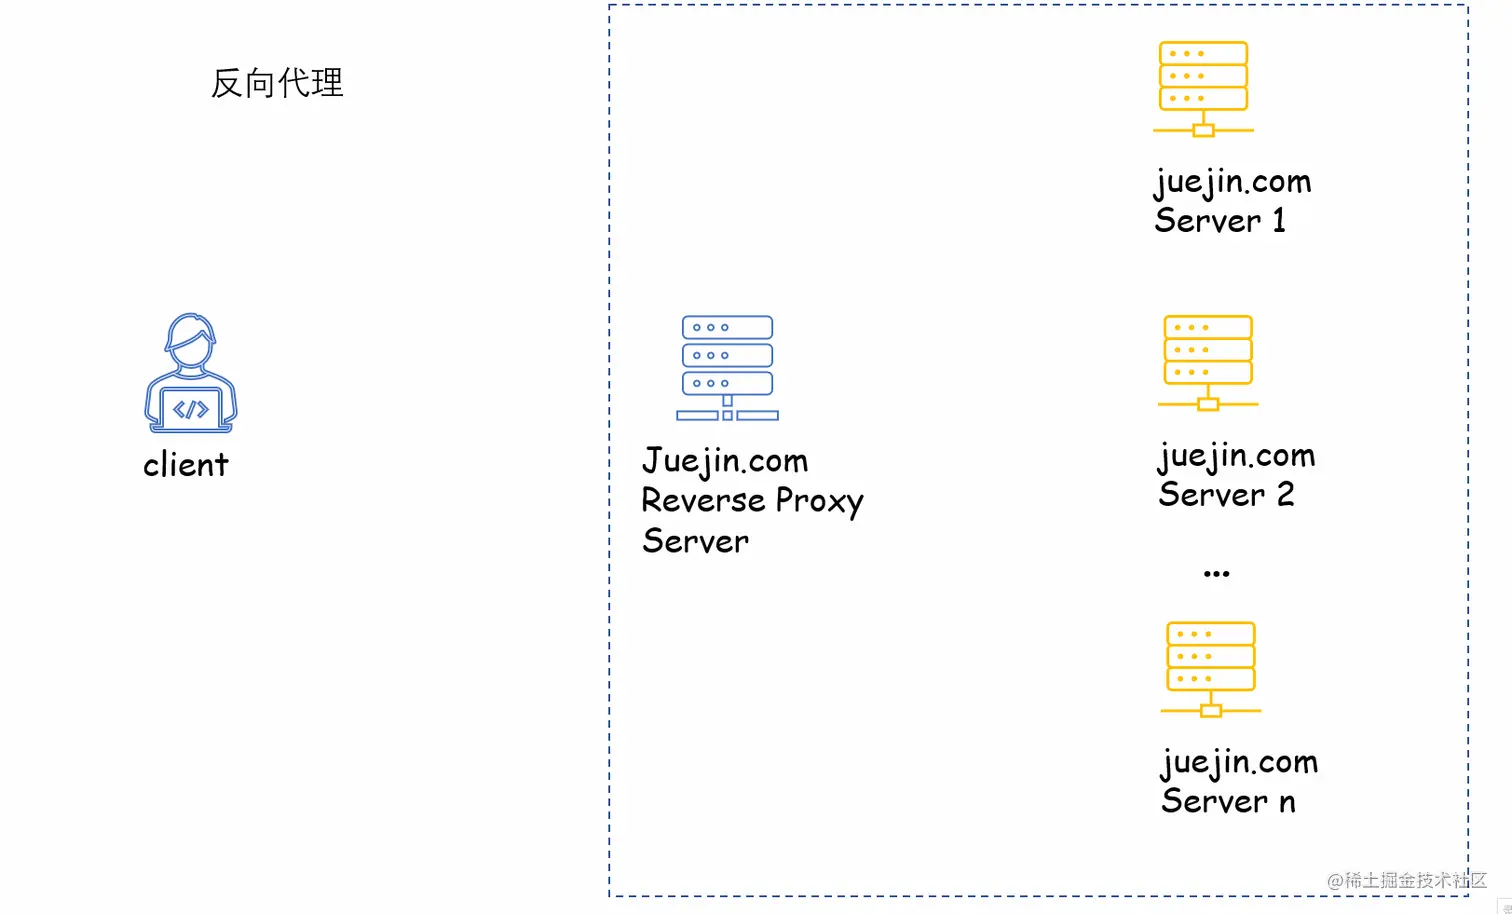 反向代理
juejin.com
Server 1
</>
client
Juejin.com
Reverse Proxy
Server
juejin.com
Server 2
...
juejin.com
Server n
@稀土掘金技术社区